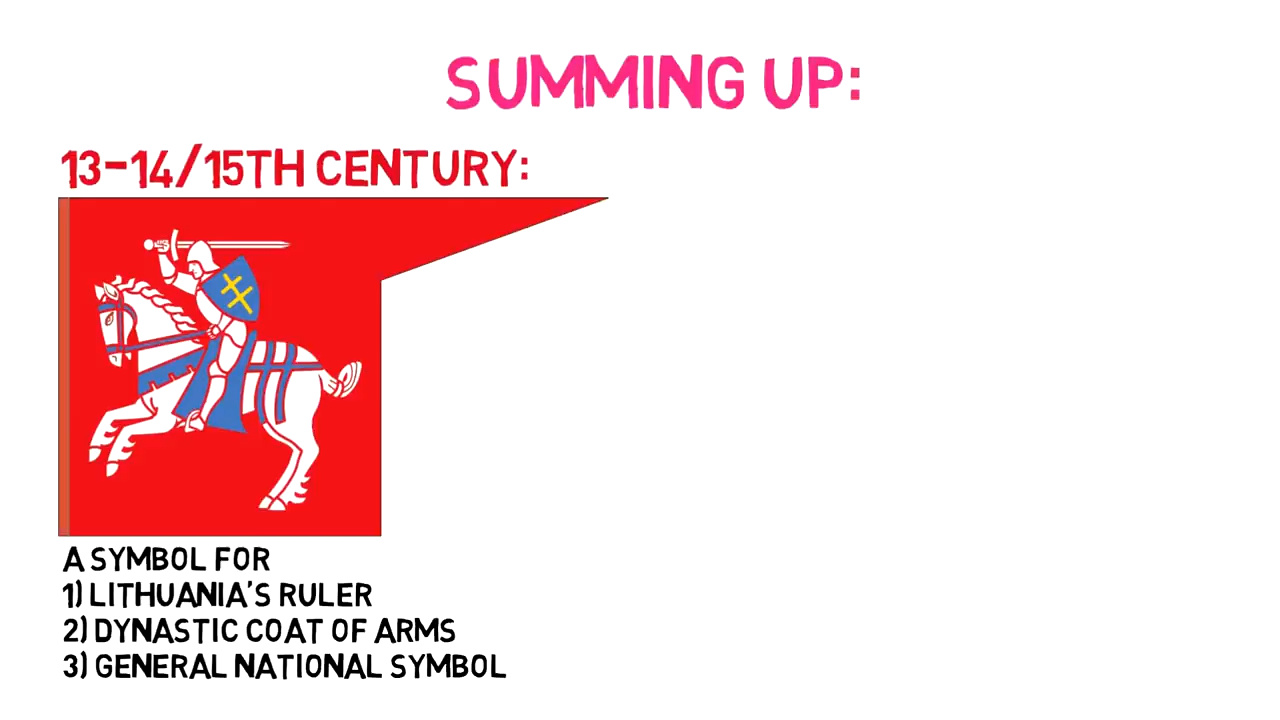 SUMMING UP:
13-14/15TH CENTURY:
A SYMBOL FOR
1) LITHUANIA'S RULER
2) DYNASTIC COAT OF ARMS
3) GENERAL NATIONAL SYMBOL